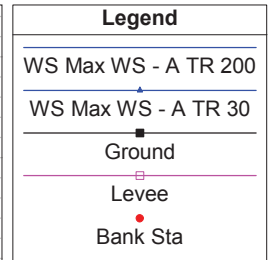 Legend
WS Max WS - A TR 200
WS Max WS - A TR 30
Ground
Levee
Bank Sta